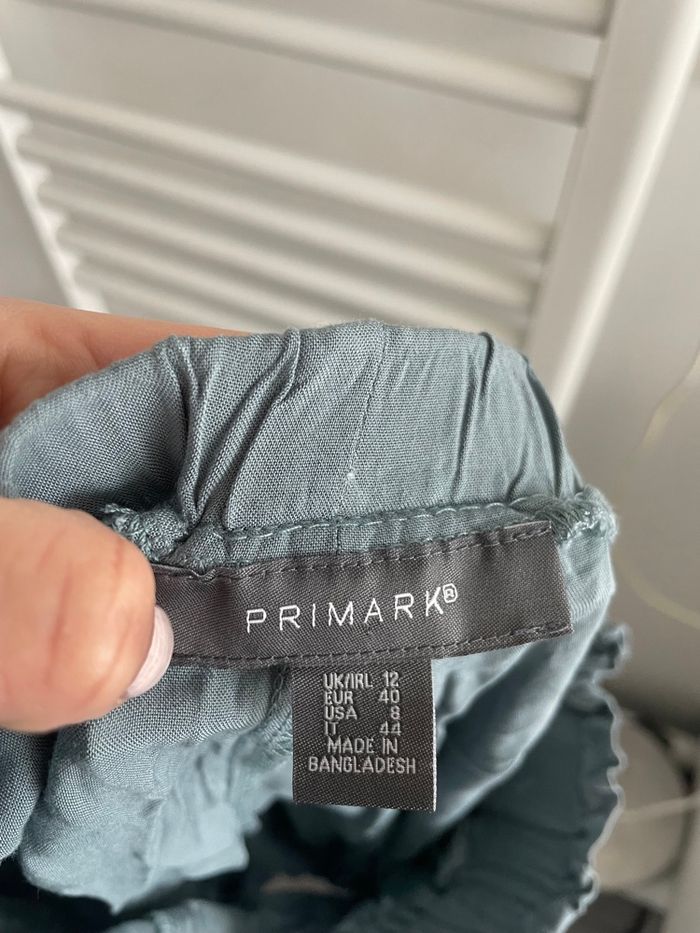 PRIMARK®
UK/IRL 12
EUR 40
USA 8
IT 44
MADE IN
BANGLADESH